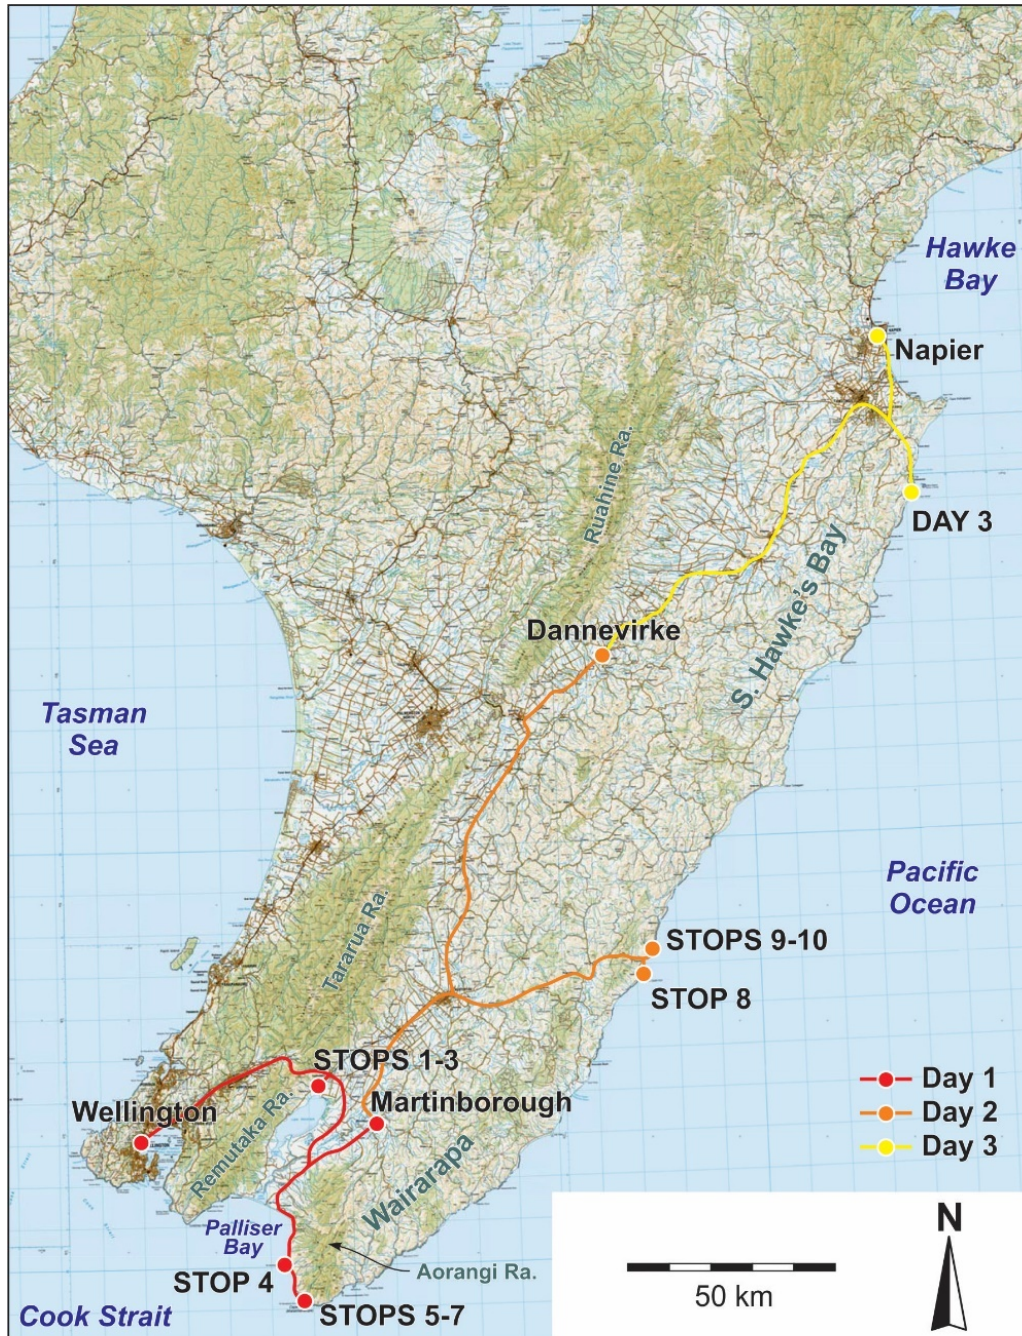 Hawke
Bay
Napier
Ruahine Ra.
DAY 3
S. Hawke's Bay
Dannevirke
Tasman
Sea
Pacific
Ocean
Tararua Ra.
STOPS 9-10
STOP 8
STOPS 1-3
Wellington
Martinborough
Remutaka Ra.
Wairarapa
Day 1
Day 2
Day 3
Palliser
Bay
STOP 4
Aorangi Ra.
STOPS 5-7
Cook Strait
50 km
N